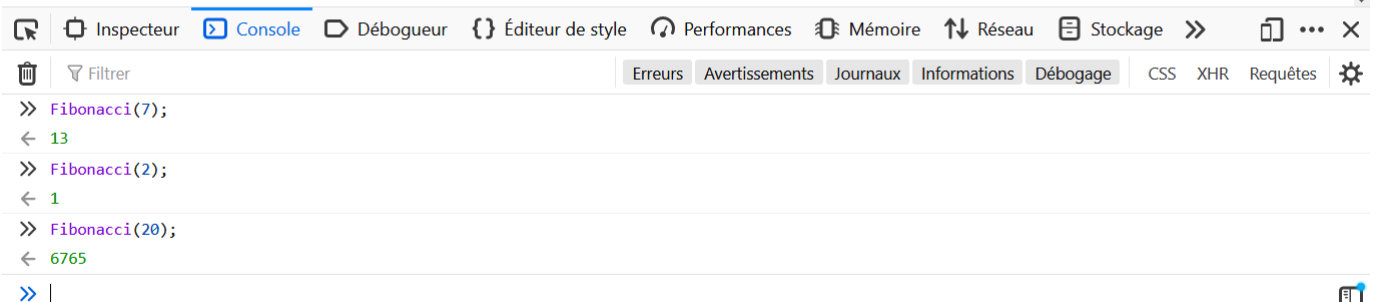 Inspecteur Console Débogueur Éditeur de style Performances Mémoire Réseau Stockage
Filtrer Erreurs Avertissements Journaux Informations Débogage CSS XHR Requêtes
Fibonacci(7);
13
Fibonacci(2);
1
Fibonacci(20);
6765